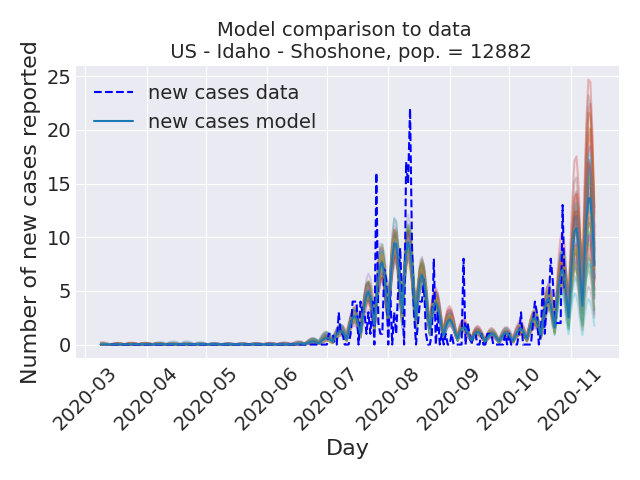 Model comparison to data
US - Idaho - Shoshone, pop. = 12882
Number of new cases reported
25
20
15
10
5
0
new cases data
new cases model
2020-03
2020-04
2020-05
2020-06
2020-07
2020-08
2020-09
2020-10
2020-11
Day